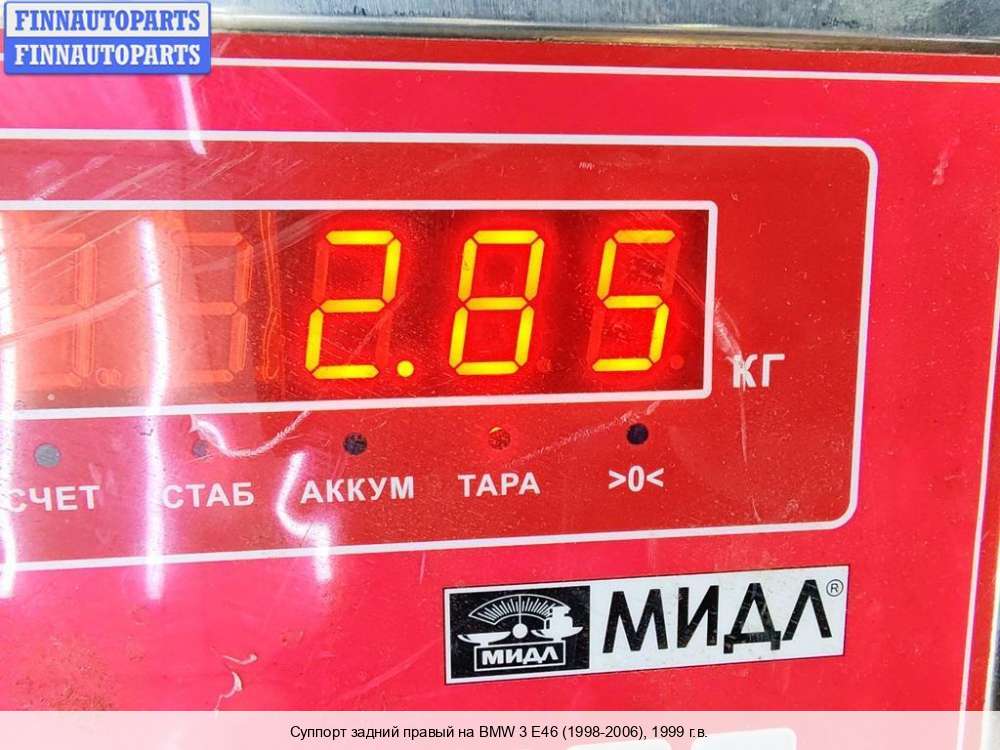 FINNAUTOPARTS
FINNAUTOPARTS
2.85
КГ
СЧЕТ СТАБ АККУМ ТАРА >0<
МИДЛ МИДЛ®
Суппорт задний правый на BMW 3 E46 (1998-2006), 1999 г.в.